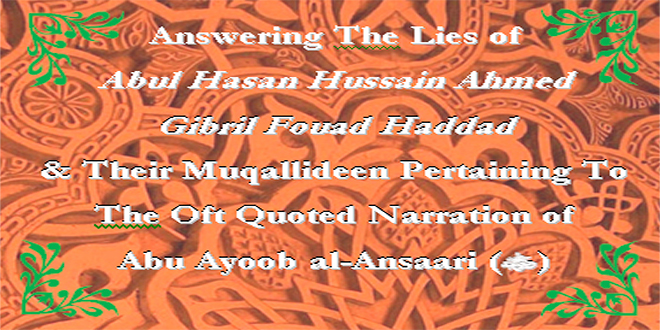 Answering The Lies of
Abul Hasan Hussain Ahmed
Gibril Fouad Haddad
& Their Muqallideen Pertaining To
The Oft Quoted Narration of
Abu Ayoob al-Ansaari ()